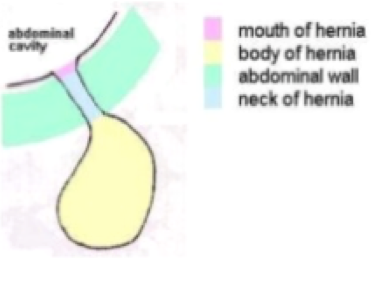 abdominal
cavity
mouth of hernia
body of hernia
abdominal wall
neck of hernia